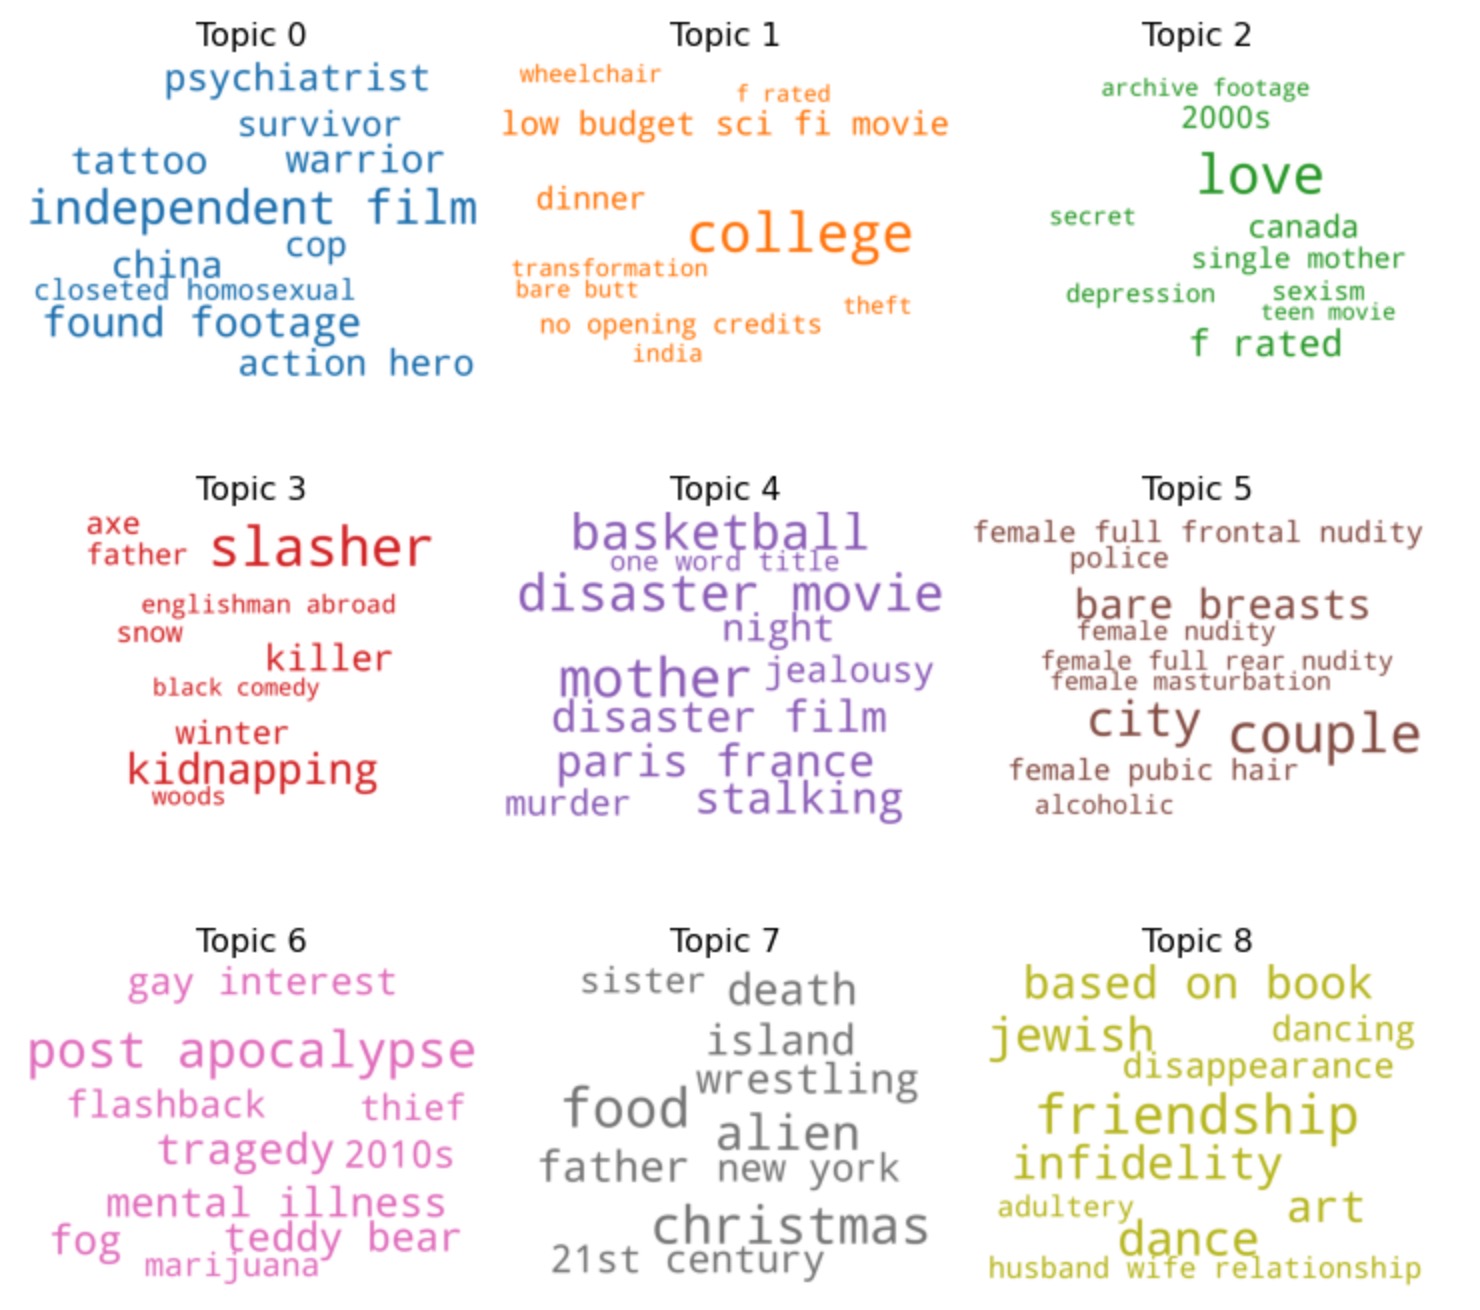 Topic 0
psychiatrist
survivor
tattoo warrior
independent film
cop
china
closeted homosexual
found footage
action hero
Topic 1
wheelchair
f rated
low budget sci fi movie
dinner
college
transformation
bare butt
theft
no opening credits
india
Topic 2
archive footage
2000s
love
secret
canada
single mother
depression sexism
teen movie
f rated
Topic 3
axe
slasher
father
englishman abroad
snow
killer
black comedy
winter
kidnapping
woods
Topic 4
basketball
one word title
disaster movie
night
mother jealousy
disaster film
paris france
murder stalking
Topic 5
female full frontal nudity
police
bare breasts
female nudity
female full rear nudity
female masturbation
city couple
female pubic hair
alcoholic
Topic 6
gay interest
post apocalypse
flashback thief
tragedy 2010s
mental illness
fog teddy bear
marijuana
Topic 7
sister death
island
wrestling
food
alien
father new york
christmas
21st century
Topic 8
based on book
jewish dancing
disappearance
friendship
infidelity
adultery art
dance
husband wife relationship